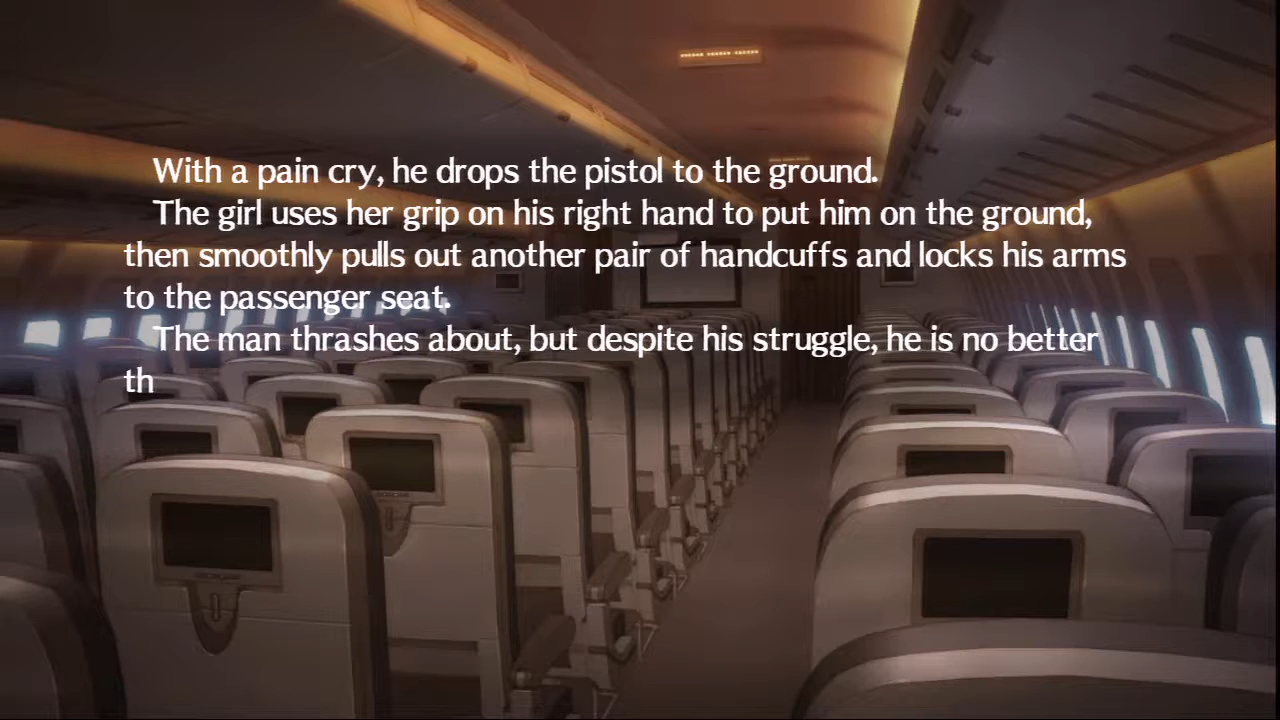 With a pain cry, he drops the pistol to the ground.
The girl uses her grip on his right hand to put him on the ground,
then smoothly pulls out another pair of handcuffs and locks his arms
to the passenger seat.
The man thrashes about, but despite his struggle, he is no better
th